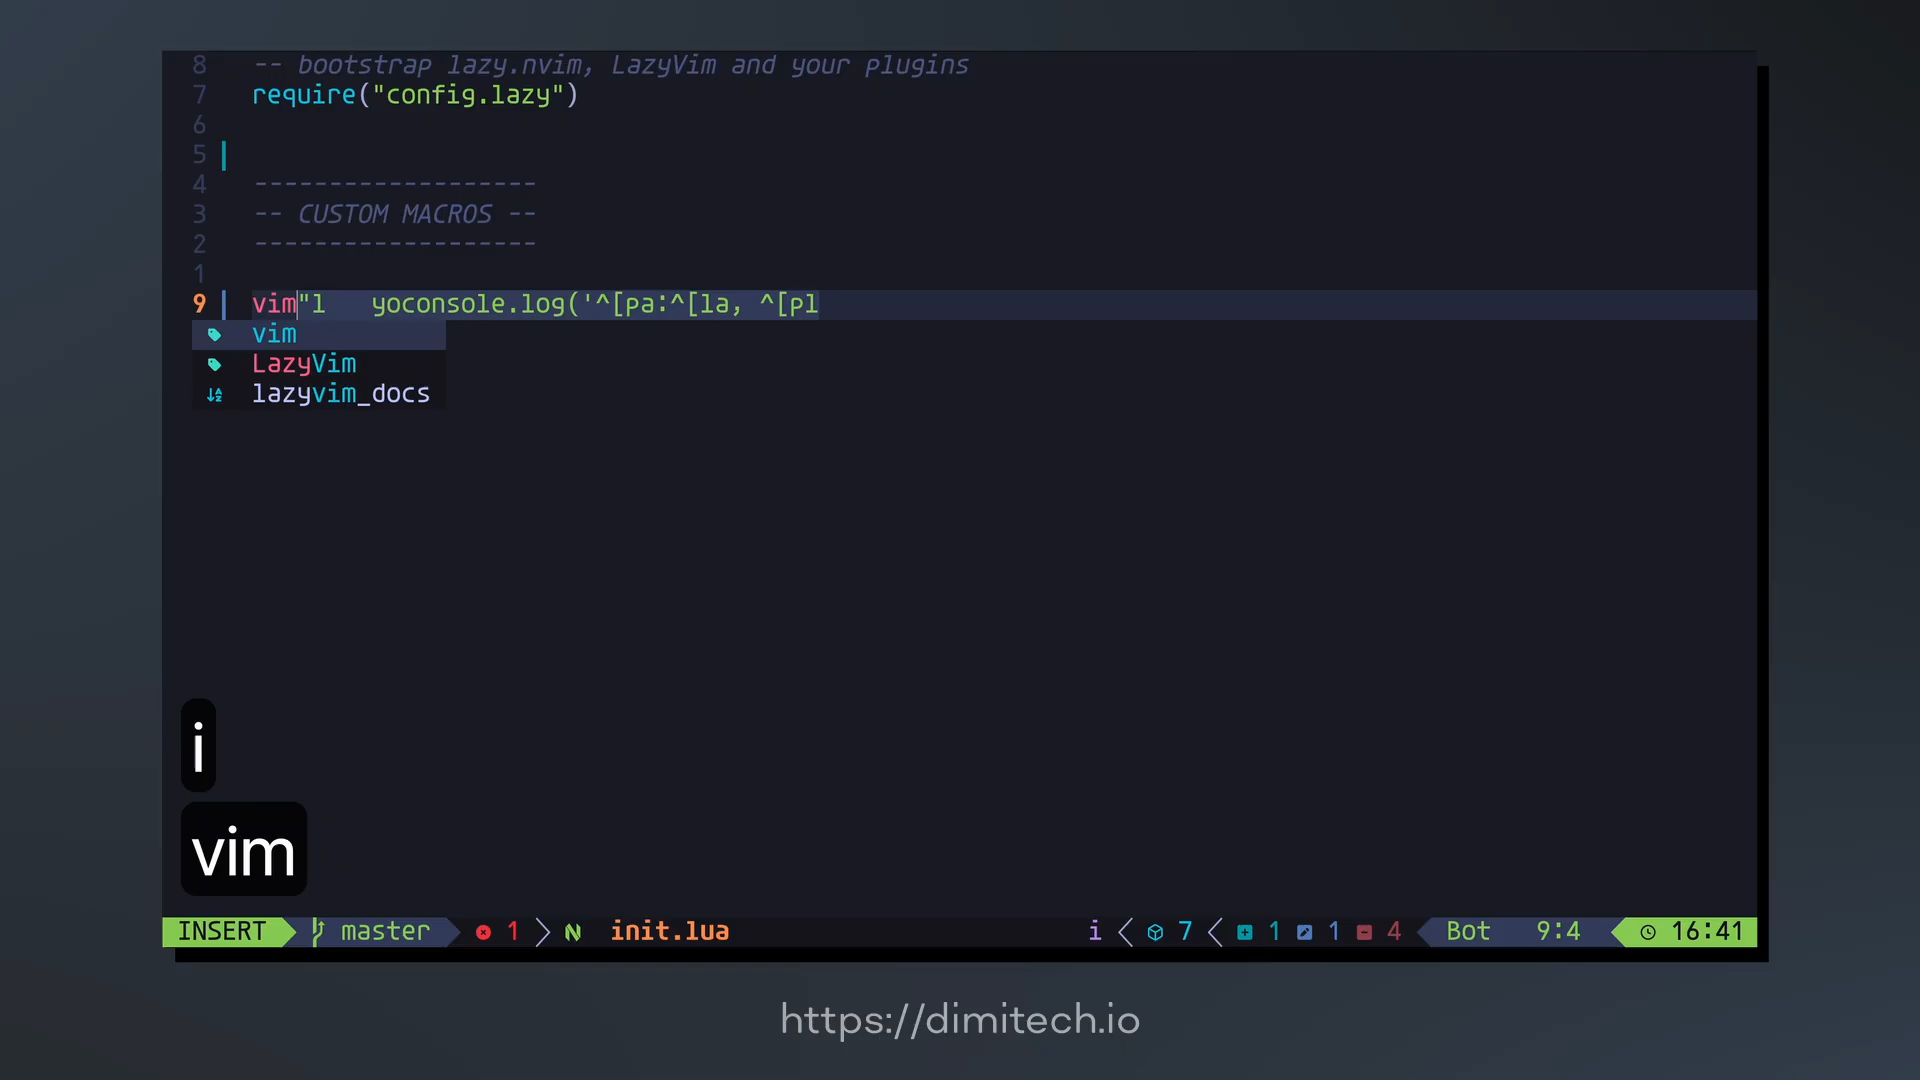 8 -- bootstrap lazy.nvim, LazyVim and your plugins
7 require("config.lazy")
6
5
4 -------------------
3 -- CUSTOM MACROS --
2 -------------------
1
9 vim"l   yoconsole.log('^[pa:^[la, ^[pl
vim
LazyVim
lazyvim_docs
i
vim
INSERT master 1 init.lua i 7 1 1 4 Bot 9:4 16:41
https://dimitech.io